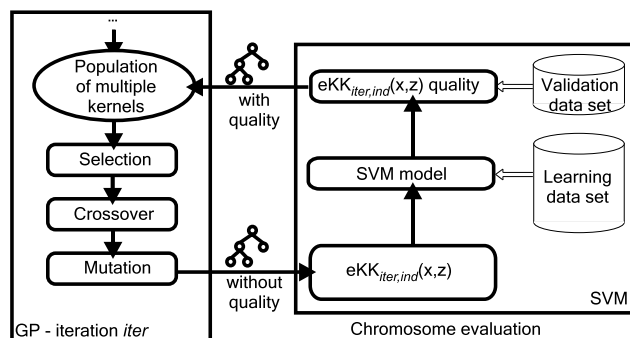 ...
Population
of multiple
kernels
Selection
Crossover
Mutation
GP - iteration iter
with
quality
without
quality
eKKiter,ind(x,z) quality
SVM model
eKKiter,ind(x,z)
Validation
data set
Learning
data set
SVM
Chromosome evaluation